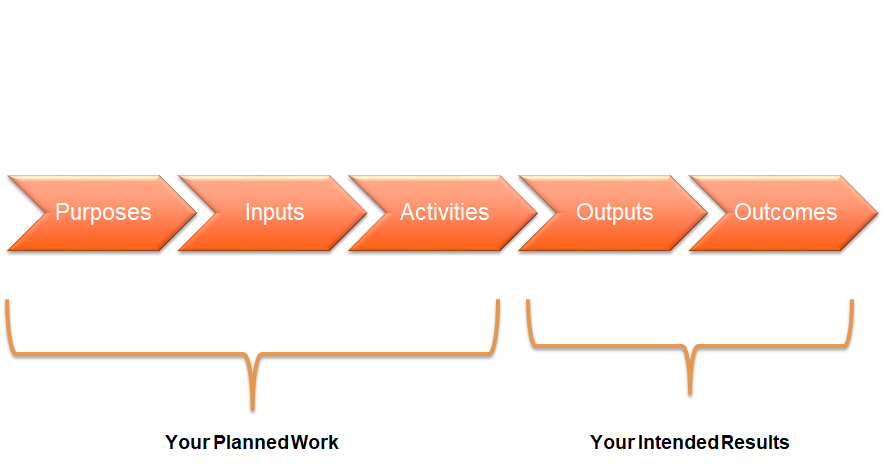 Purposes
Inputs
Activities
Outputs
Outcomes
Your Planned Work
Your Intended Results